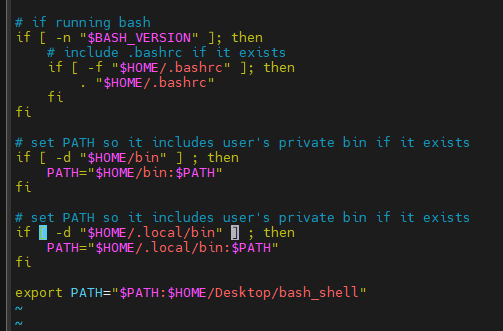 # if running bash
if [ -n "$BASH_VERSION" ]; then
    # include .bashrc if it exists
    if [ -f "$HOME/.bashrc" ]; then
        . "$HOME/.bashrc"
    fi
fi

# set PATH so it includes user's private bin if it exists
if [ -d "$HOME/bin" ] ; then
    PATH="$HOME/bin:$PATH"
fi

# set PATH so it includes user's private bin if it exists
if [ -d "$HOME/.local/bin" ] ; then
    PATH="$HOME/.local/bin:$PATH"
fi

export PATH="$PATH:$HOME/Desktop/bash_shell"
~
~